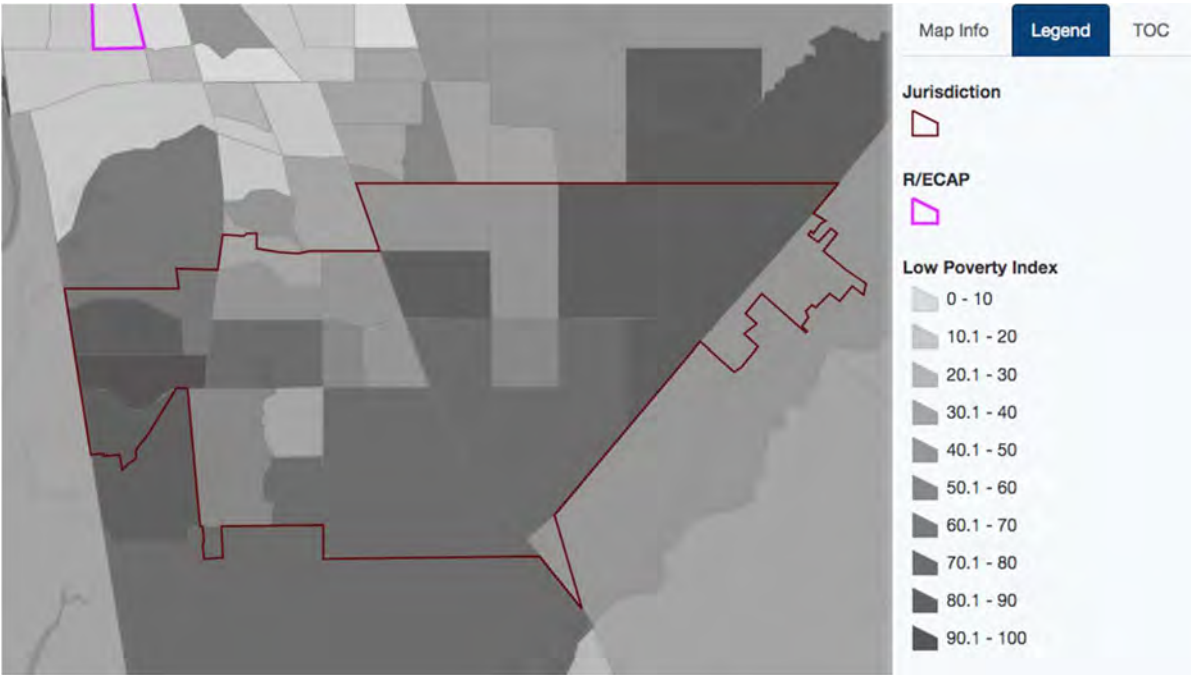 Map Info Legend TOC
Jurisdiction
R/ECAP
Low Poverty Index
0 - 10
10.1 - 20
20.1 - 30
30.1 - 40
40.1 - 50
50.1 - 60
60.1 - 70
70.1 - 80
80.1 - 90
90.1 - 100